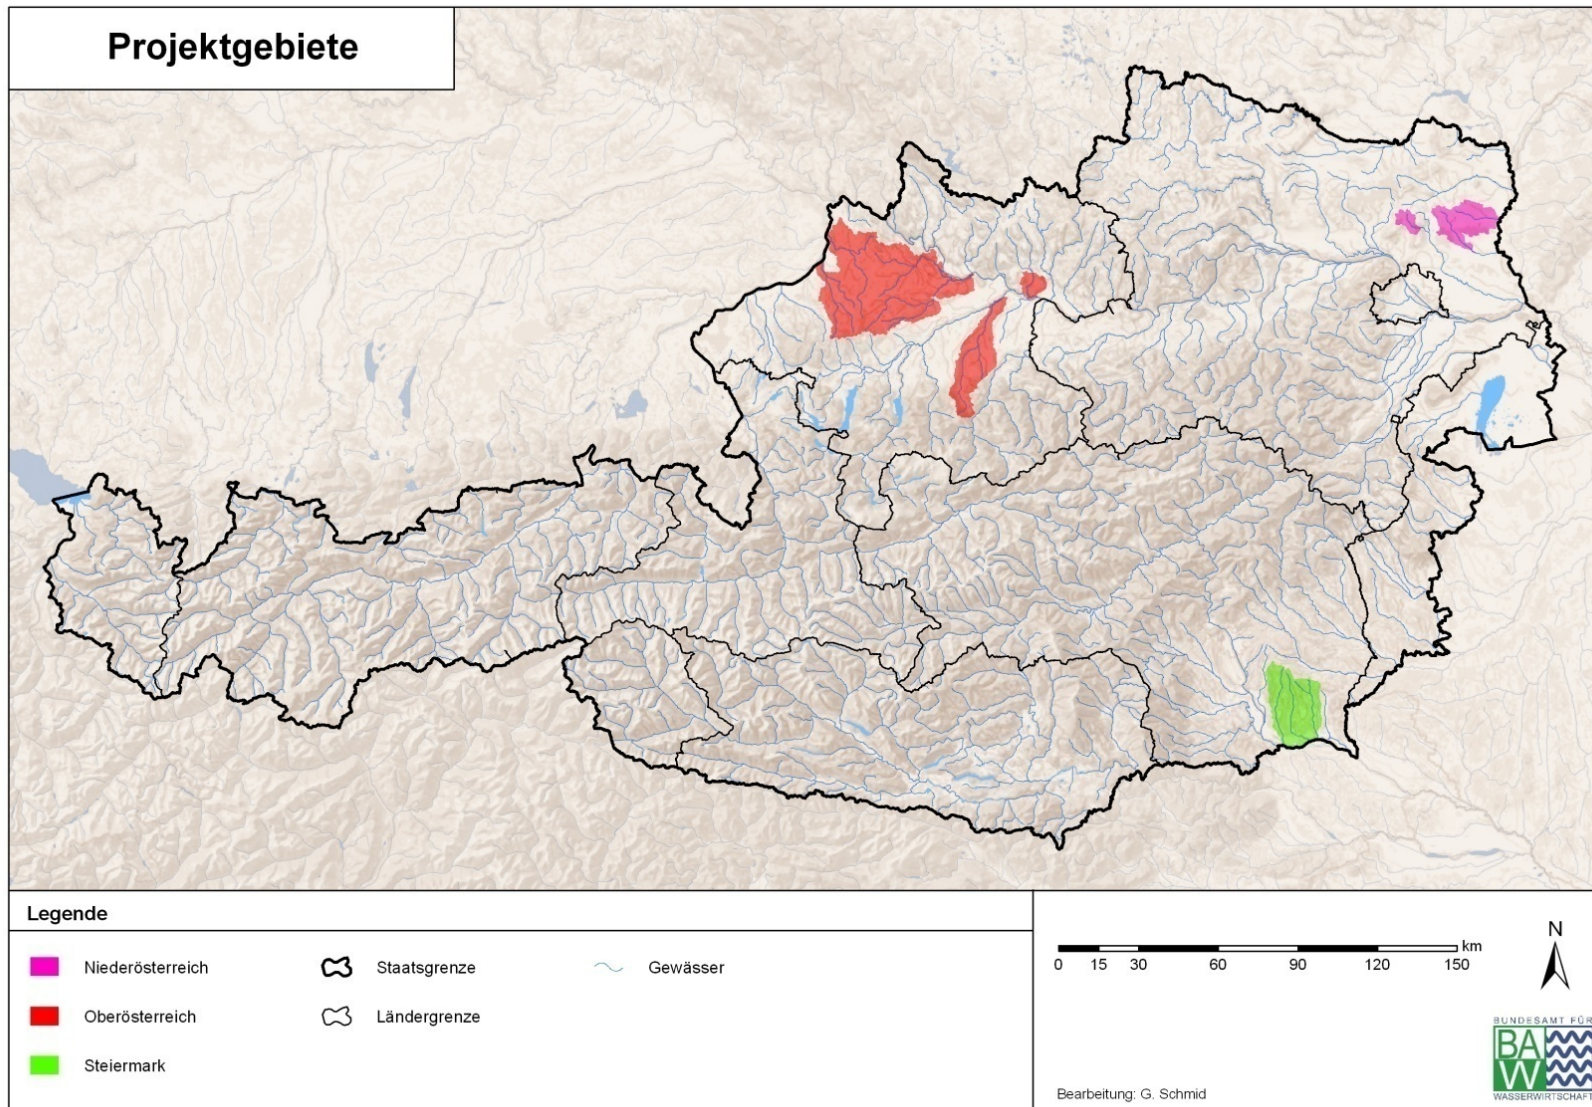 Projektgebiete
Legende
Niederösterreich
Oberösterreich
Steiermark
Staatsgrenze
Ländergrenze
Gewässer
km
0 15 30 60 90 120 150
N
Bearbeitung: G. Schmid
BUNDESAMT FÜR
BA
W
WASSERWIRTSCHAFT